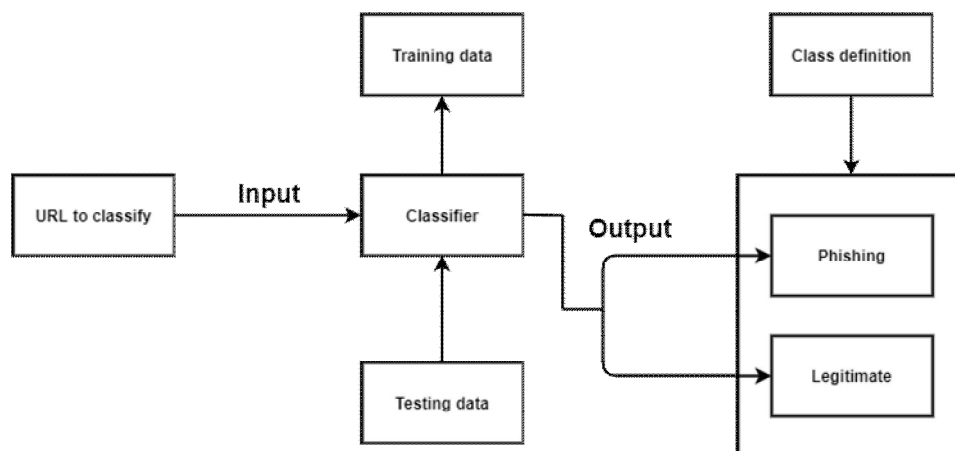 Training data
Class definition
URL to classify
Input
Classifier
Output
Phishing
Legitimate
Testing data